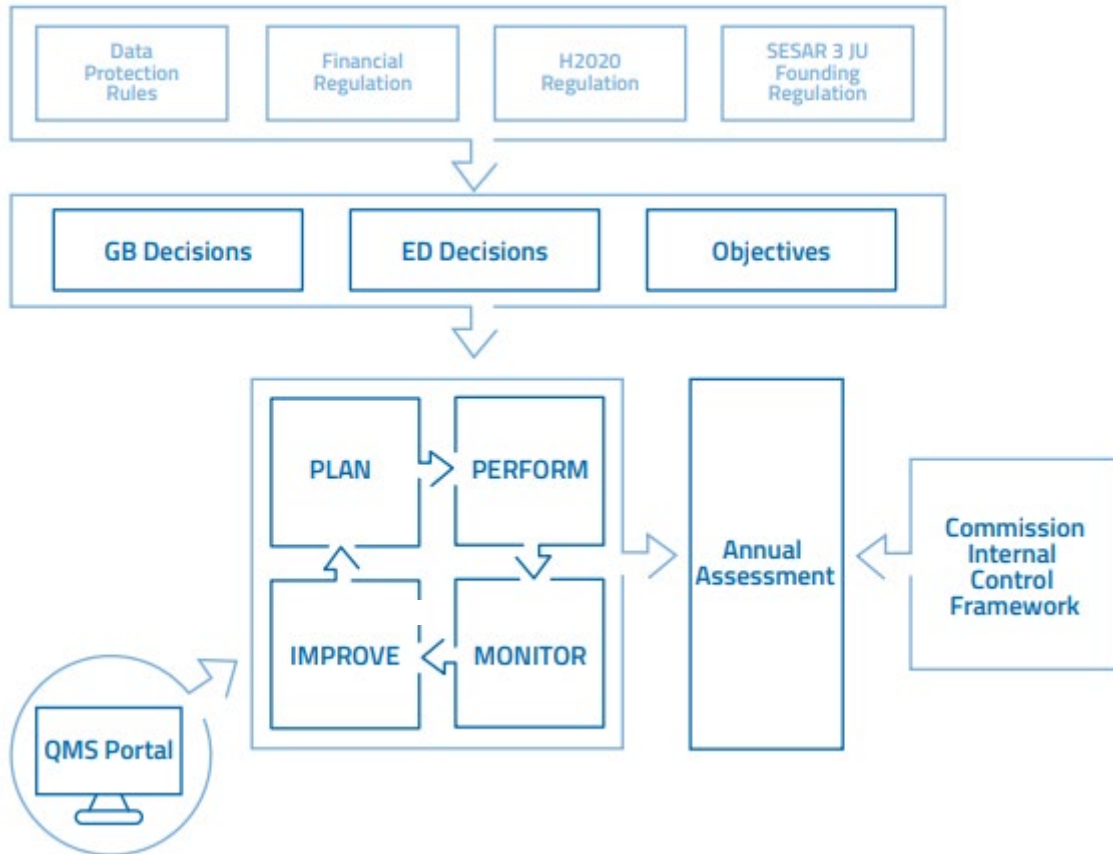 Data
Protection
Rules
Financial
Regulation
H2020
Regulation
SESAR 3 JU
Founding
Regulation
GB Decisions
ED Decisions
Objectives
PLAN
PERFORM
IMPROVE
MONITOR
Annual
Assessment
Commission
Internal
Control
Framework
QMS Portal